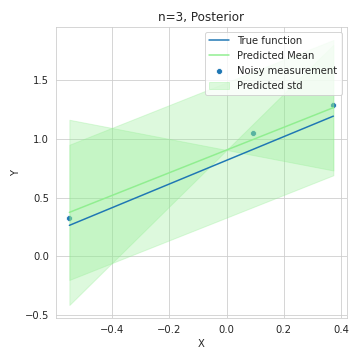 n=3, Posterior
True function
Predicted Mean
Noisy measurement
Predicted std
Y
1.5
1.0
0.5
0.0
−0.5
−0.4
−0.2
0.0
0.2
0.4
X